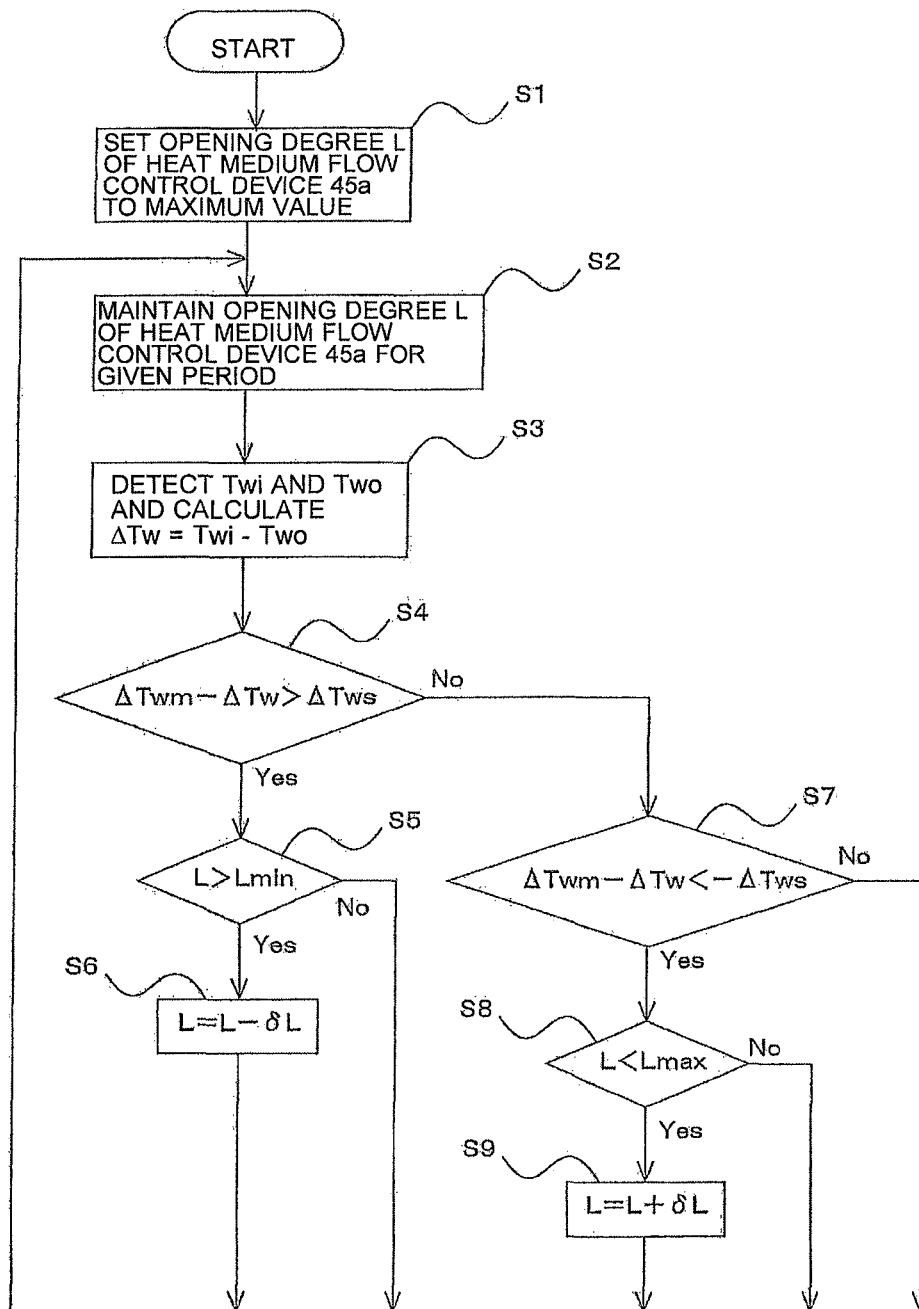 START
S1
SET OPENING DEGREE L
OF HEAT MEDIUM FLOW
CONTROL DEVICE 45a
TO MAXIMUM VALUE
S2
MAINTAIN OPENING DEGREE L
OF HEAT MEDIUM FLOW
CONTROL DEVICE 45a FOR
GIVEN PERIOD
S3
DETECT Twi AND Two
AND CALCULATE
ΔTw = Twi - Two
S4
ΔTwm-ΔTw>ΔTws
No
Yes
S5
L>Lmin
No
Yes
S6
L=L-δL
S7
ΔTwm-ΔTw<-ΔTws
No
Yes
S8
L<Lmax
No
Yes
S9
L=L+δL